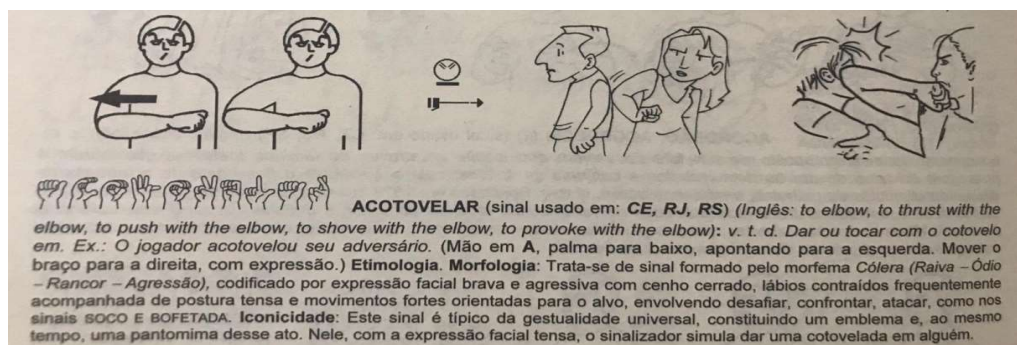 ACOTOVELAR (sinal usado em: CE, RJ, RS) (Inglês: to elbow, to thrust with the
elbow, to push with the elbow, to shove with the elbow, to provoke with the elbow): v. t. d. Dar ou tocar com o cotovelo
em. Ex.: O jogador acotovelou seu adversário. (Mão em A, palma para baixo, apontando para a esquerda. Mover o
braço para a direita, com expressão.) Etimologia. Morfologia: Trata-se de sinal formado pelo morfema Cólera (Raiva – Ódio
– Rancor – Agressão), codificado por expressão facial brava e agressiva com cenho cerrado, lábios contraídos frequentemente
acompanhada de postura tensa e movimentos fortes orientadas para o alvo, envolvendo desafiar, confrontar, atacar, como nos
sinais SOCO E BOFETADA. Iconicidade: Este sinal é típico da gestualidade universal, constituindo um emblema e, ao mesmo
tempo, uma pantomima desse ato. Nele, com a expressão facial tensa, o sinalizador simula dar uma cotovelada em alguém.